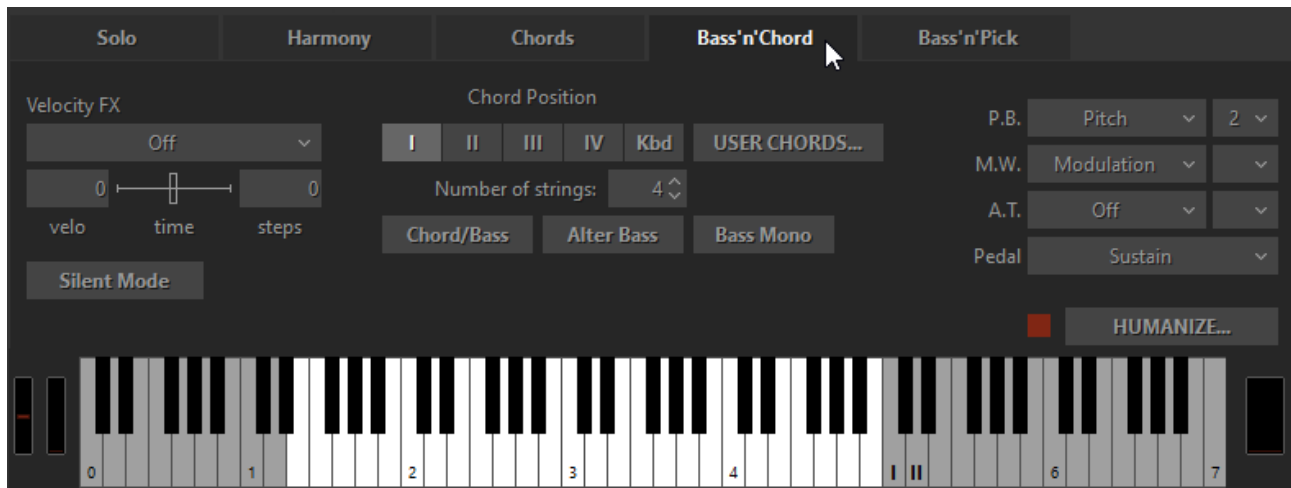 Solo Harmony Chords Bass'n'Chord Bass'n'Pick
Velocity FX
Off
0 0
velo time steps
Silent Mode
Chord Position
I II III IV Kbd USER CHORDS...
Number of strings: 4
Chord/Bass Alter Bass Bass Mono
P.B. Pitch 2
M.W. Modulation
A.T. Off
Pedal Sustain
HUMANIZE...
0 1 2 3 4 I II 6 7